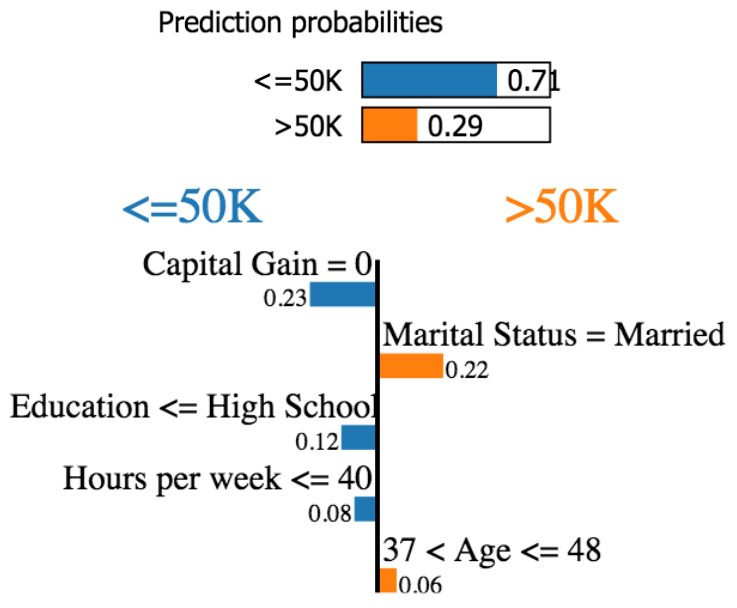 Prediction probabilities
<=50K 0.71
>50K 0.29
<=50K >50K
Capital Gain = 0
0.23
Marital Status = Married
0.22
Education <= High School
0.12
Hours per week <= 40
0.08
37 < Age <= 48
0.06